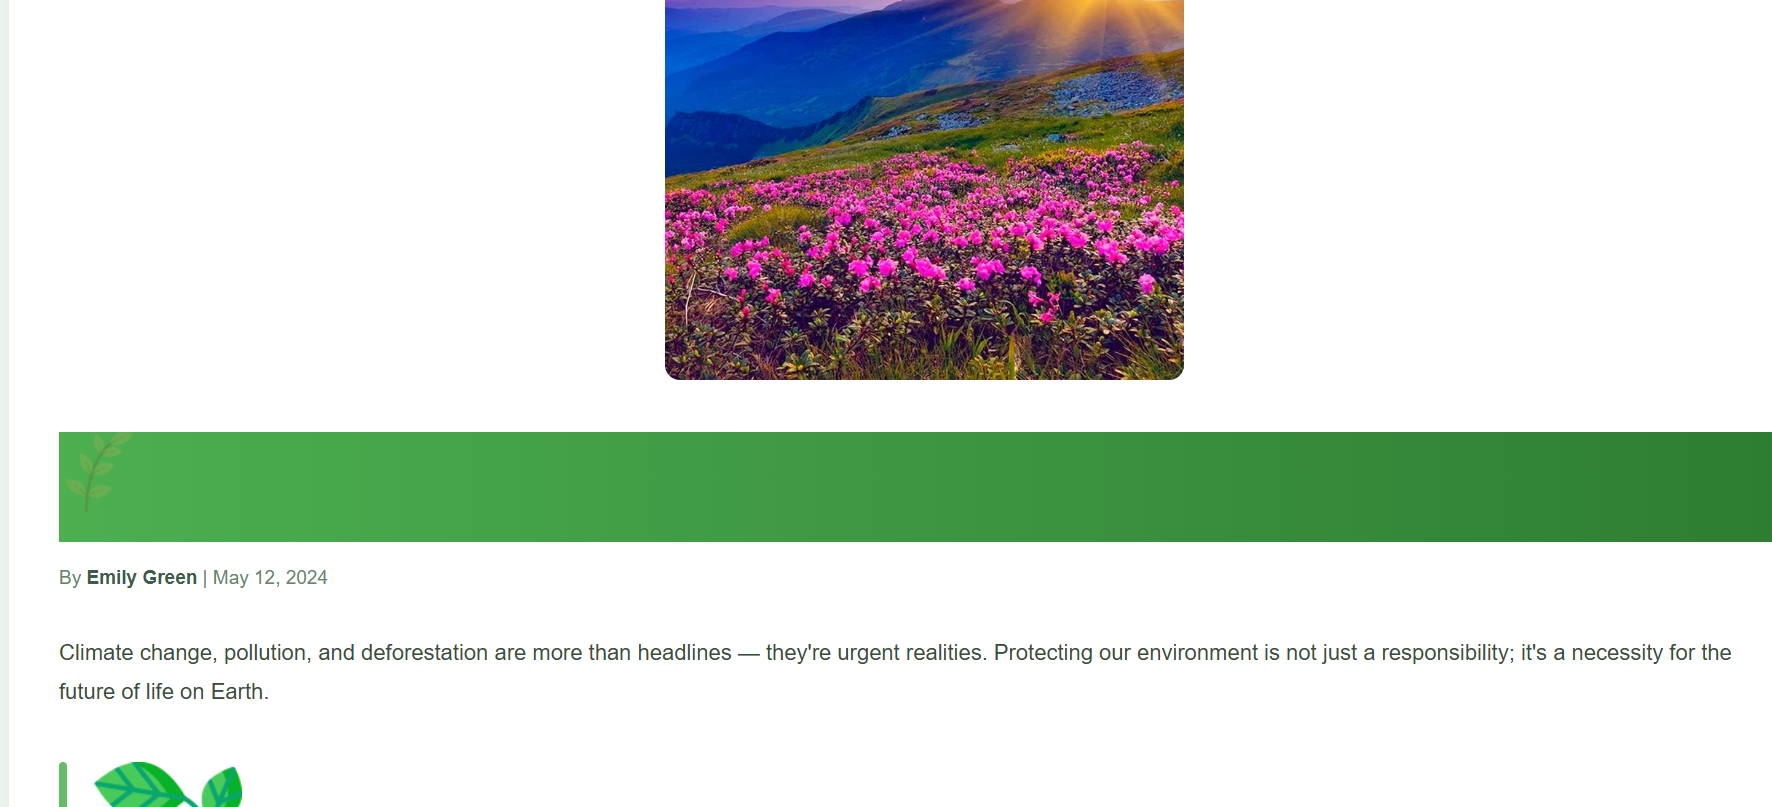 By Emily Green | May 12, 2024
Climate change, pollution, and deforestation are more than headlines — they're urgent realities. Protecting our environment is not just a responsibility; it's a necessity for the
future of life on Earth.